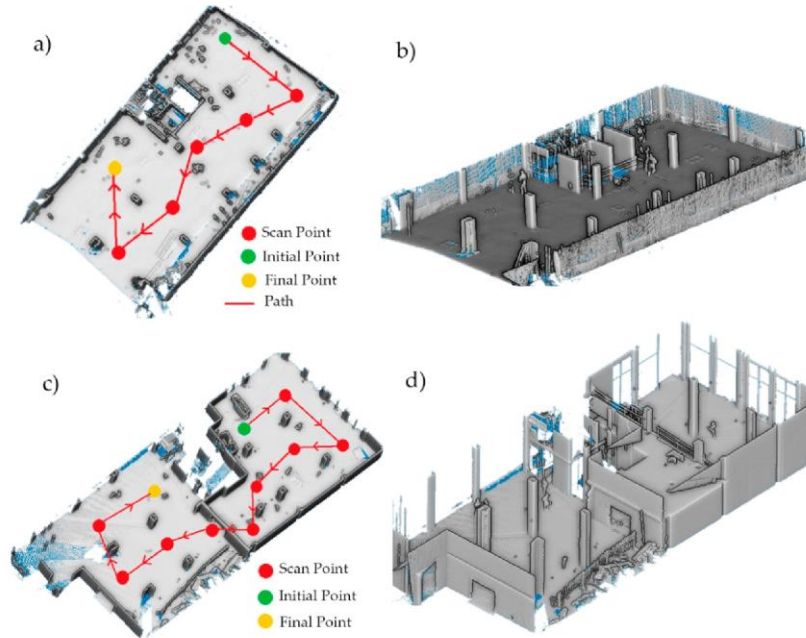 a)
b)
Scan Point
Initial Point
Final Point
Path
c)
d)
Scan Point
Initial Point
Final Point